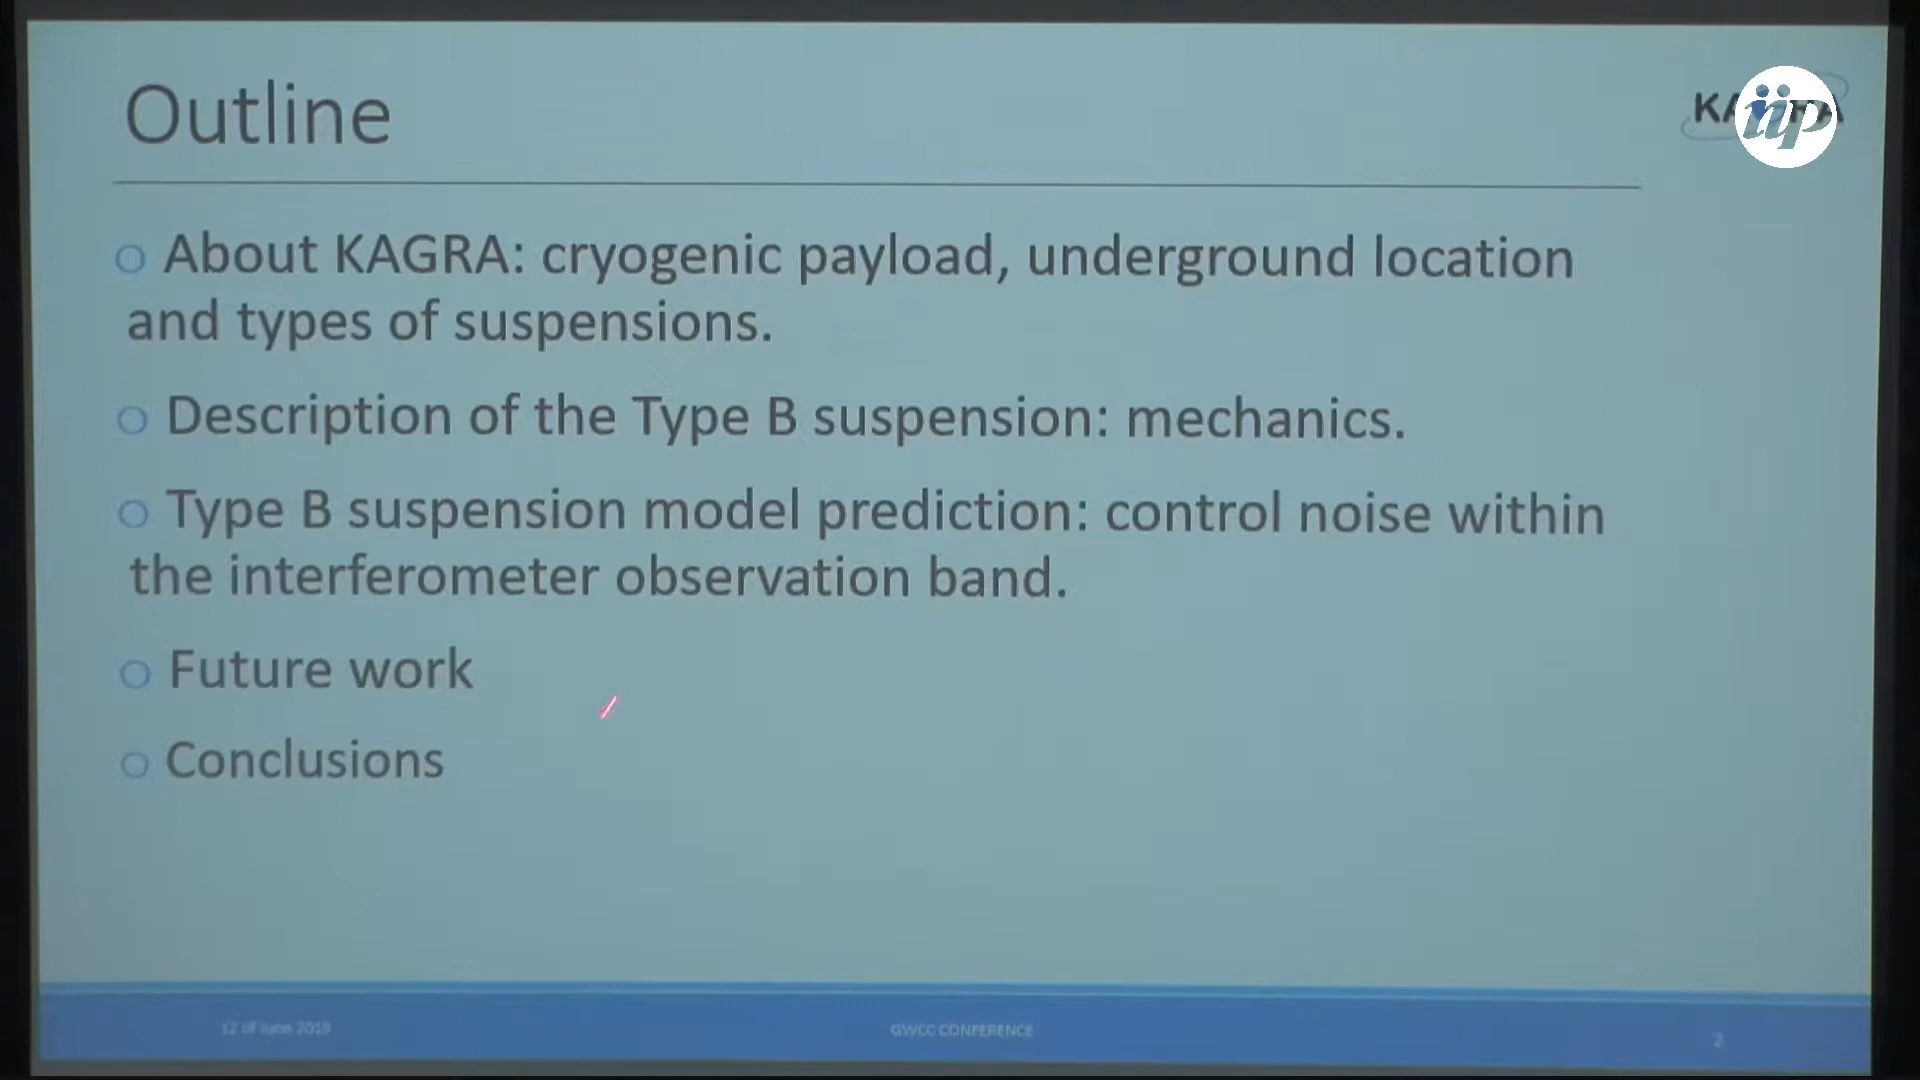 Outline
iip
o About KAGRA: cryogenic payload, underground location
and types of suspensions.
o Description of the Type B suspension: mechanics.
o Type B suspension model prediction: control noise within
the interferometer observation band.
o Future work
o Conclusions
12 of June 2019
GWCC CONFERENCE
2